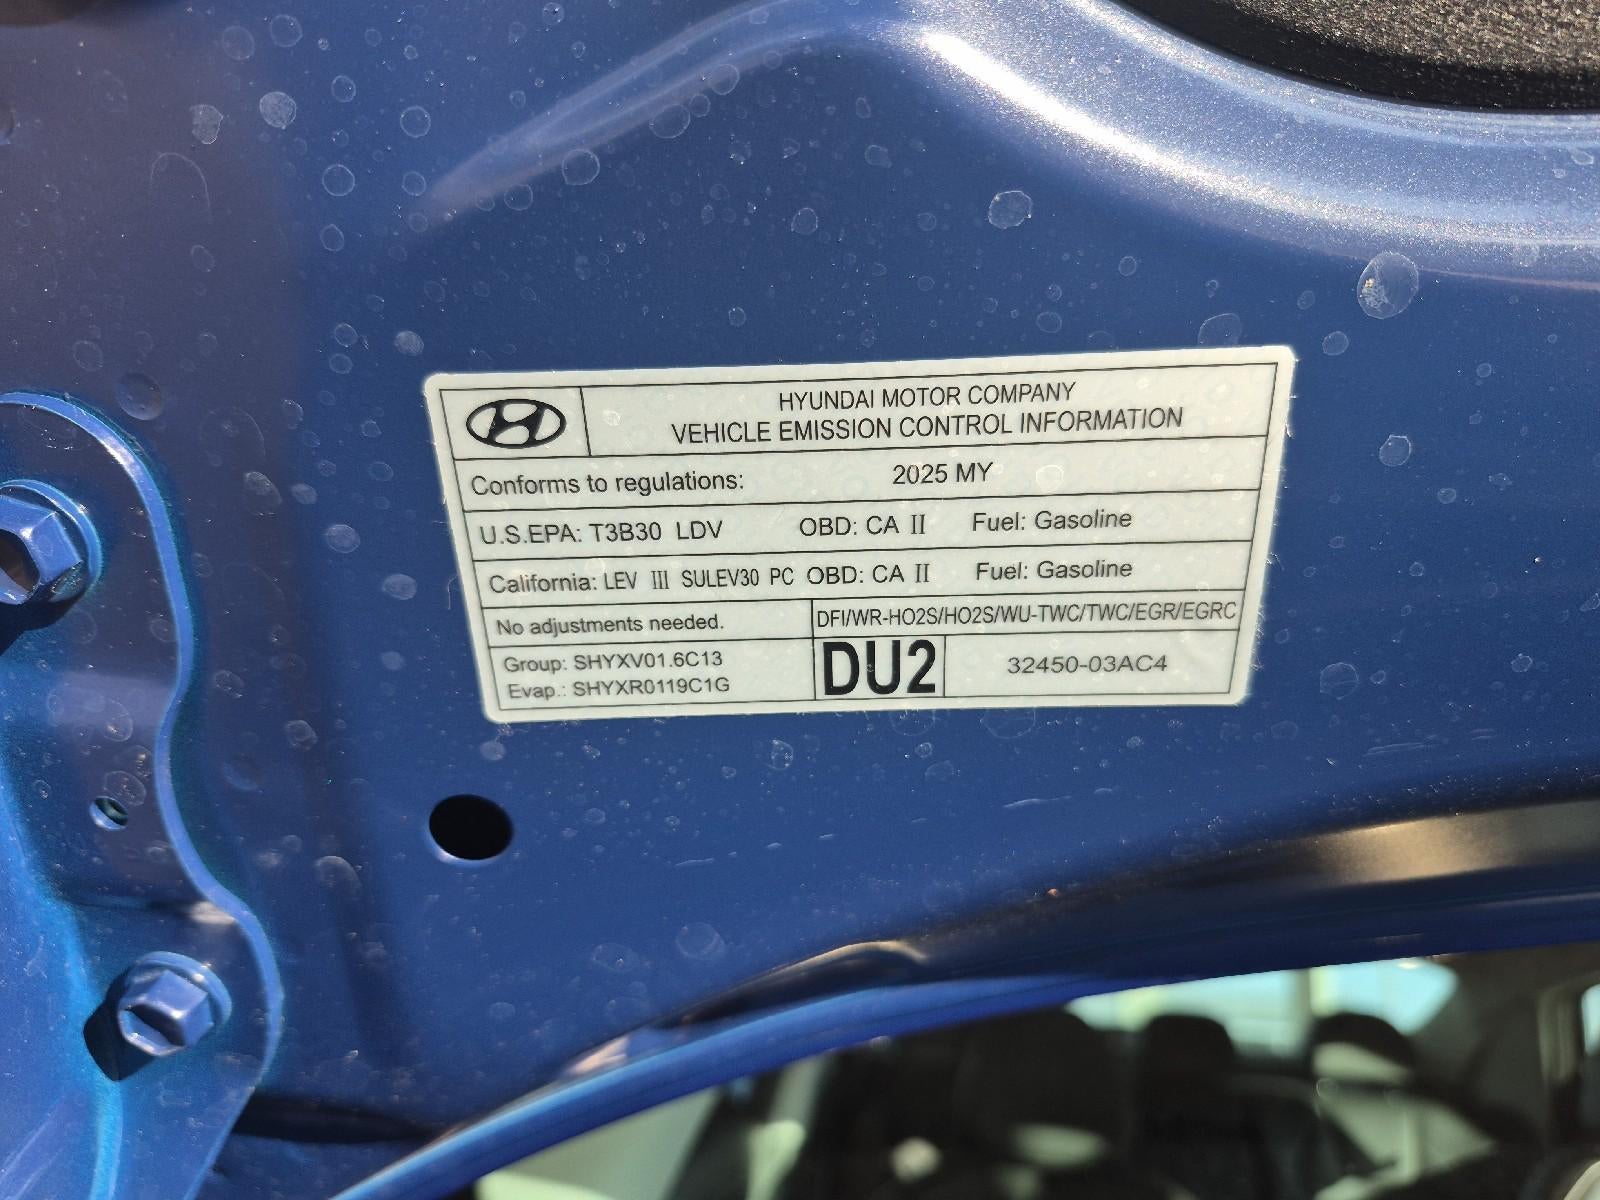 HYUNDAI MOTOR COMPANY
VEHICLE EMISSION CONTROL INFORMATION
Conforms to regulations: 2025 MY
U.S.EPA: T3B30 LDV OBD: CA II Fuel: Gasoline
California: LEV III SULEV30 PC OBD: CA II Fuel: Gasoline
No adjustments needed. DFI/WR-HO2S/HO2S/WU-TWC/TWC/EGR/EGRC
Group: SHYXV01.6C13
Evap.: SHYXR0119C1G
DU2
32450-03AC4